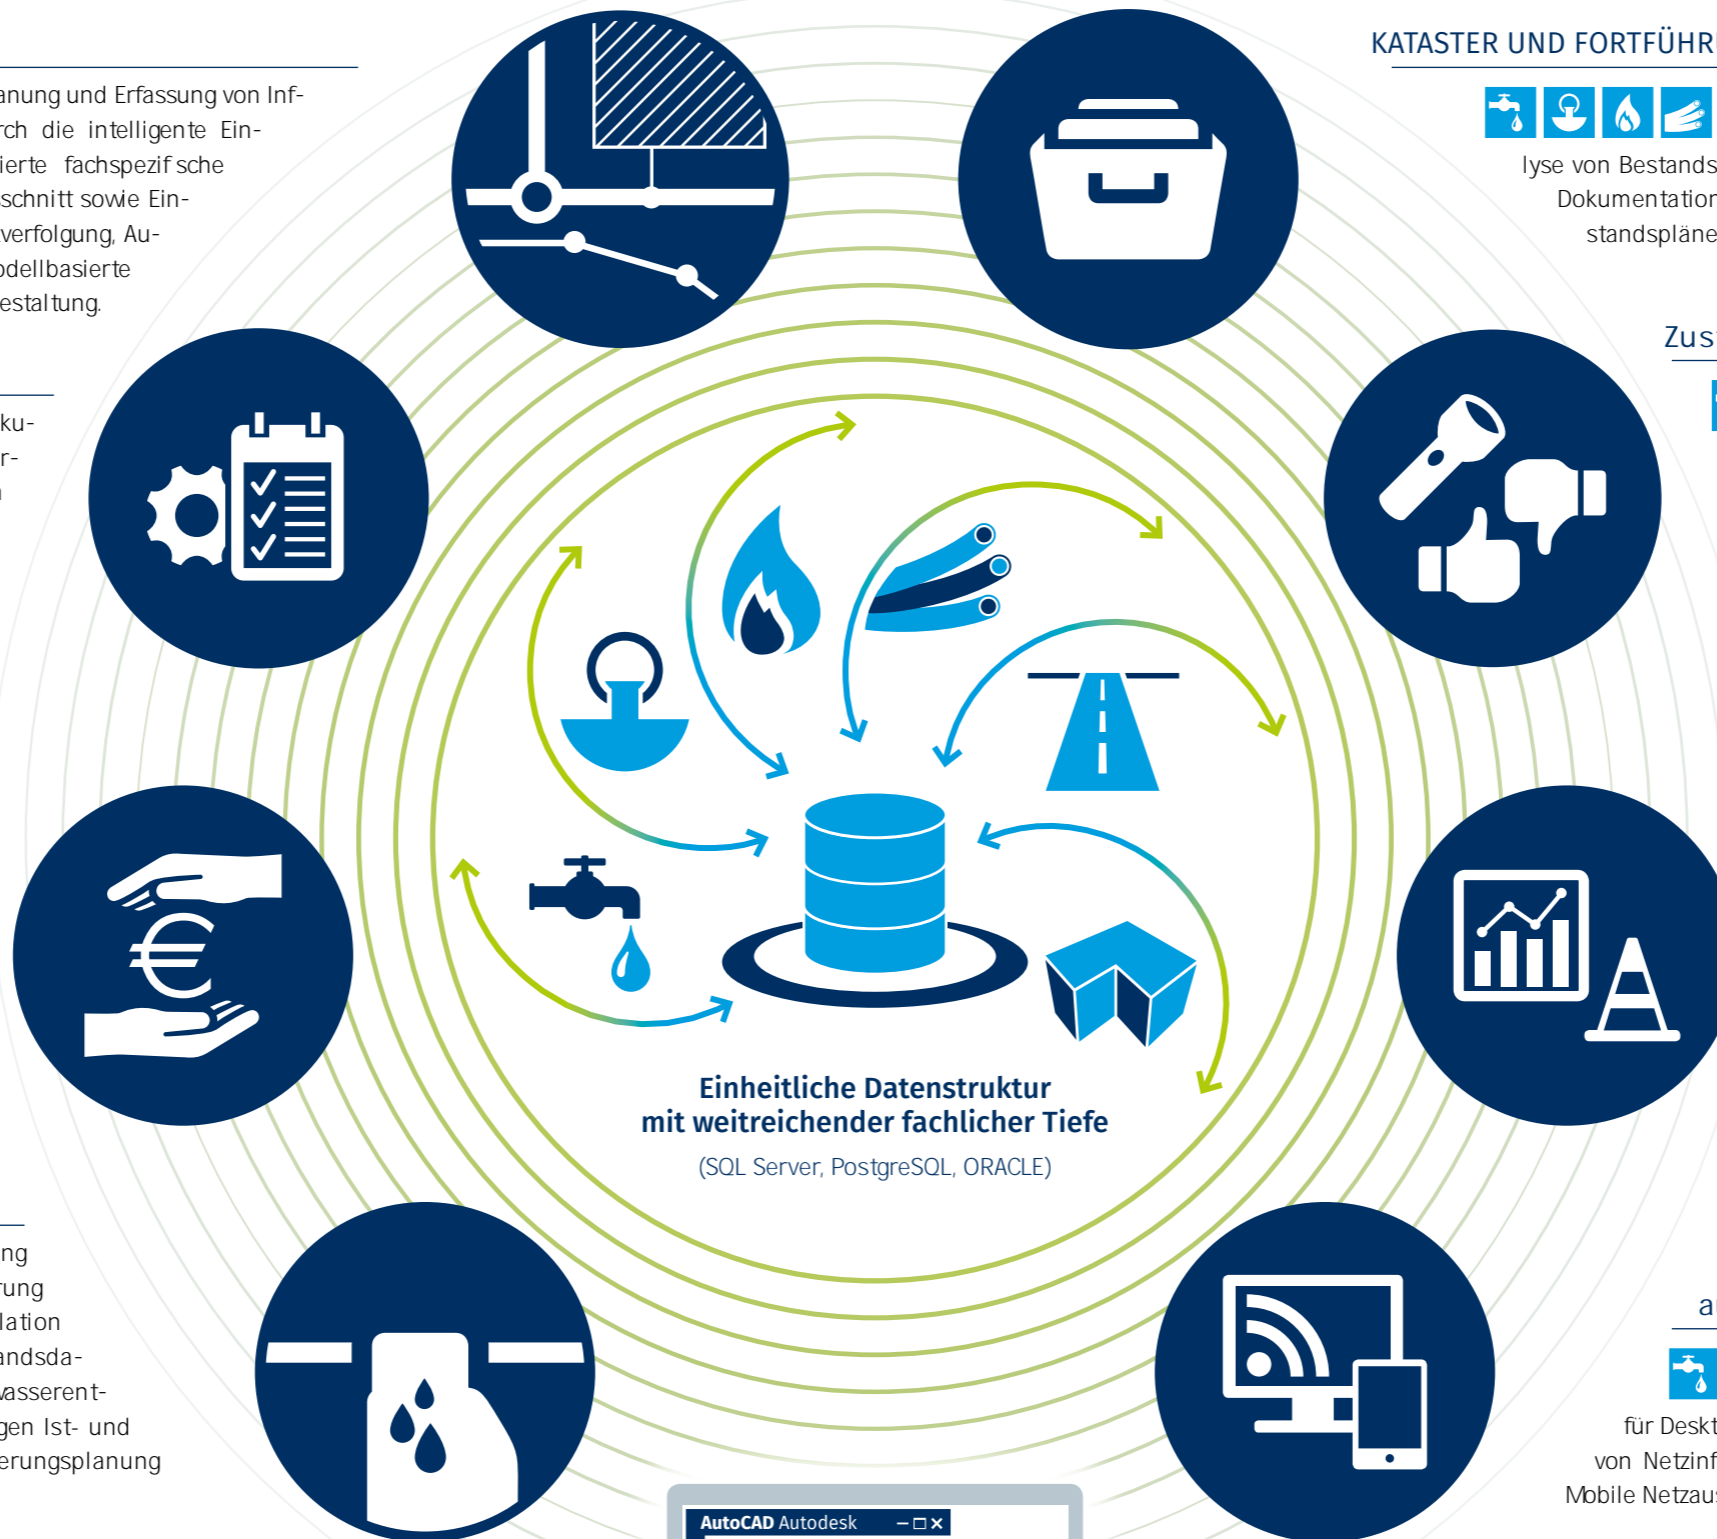 anung und Erfassung von Inf-
rch die intelligente Ein-
ierte fachspezif sche
schnitt sowie Ein-
verfolgung, Au-
odellbasierte
estaltung.
ku-
r-
KATASTER UND FORTFÜHRU
lyse von Bestands
Dokumentation
standspläne
Zus
Einheitliche Datenstruktur
mit weitreichender fachlicher Tiefe
(SQL Server, PostgreSQL, ORACLE)
ng
rung
lation
andsda-
wasserent-
gen Ist- und
erungsplanung
a
für Deskt
von Netzinf
Mobile Netzaus
AutoCAD Autodesk